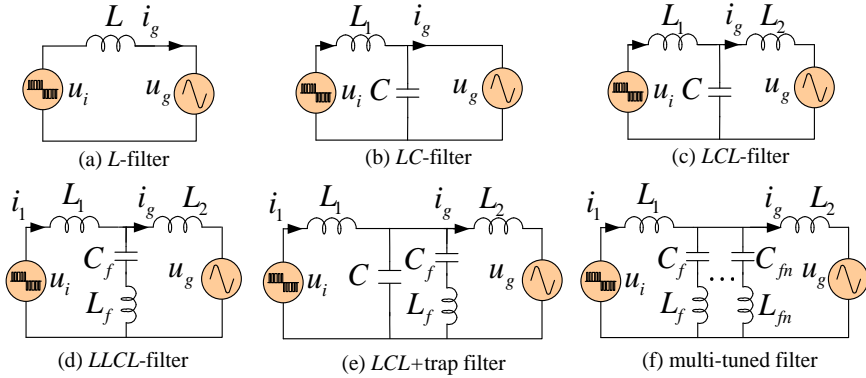 L i_g
u_i u_g
(a) L-filter
L_1 i_g
u_i C u_g
(b) LC-filter
L_1 i_g L_2
u_i C u_g
(c) LCL-filter
i_1 L_1 i_g L_2
C_f
u_i L_f u_g
(d) LLCL-filter
i_1 L_1 i_g L_2
C C_f
u_i L_f u_g
(e) LCL+trap filter
i_1 L_1 i_g L_2
C_f ... C_fn
u_i L_f L_fn u_g
(f) multi-tuned filter